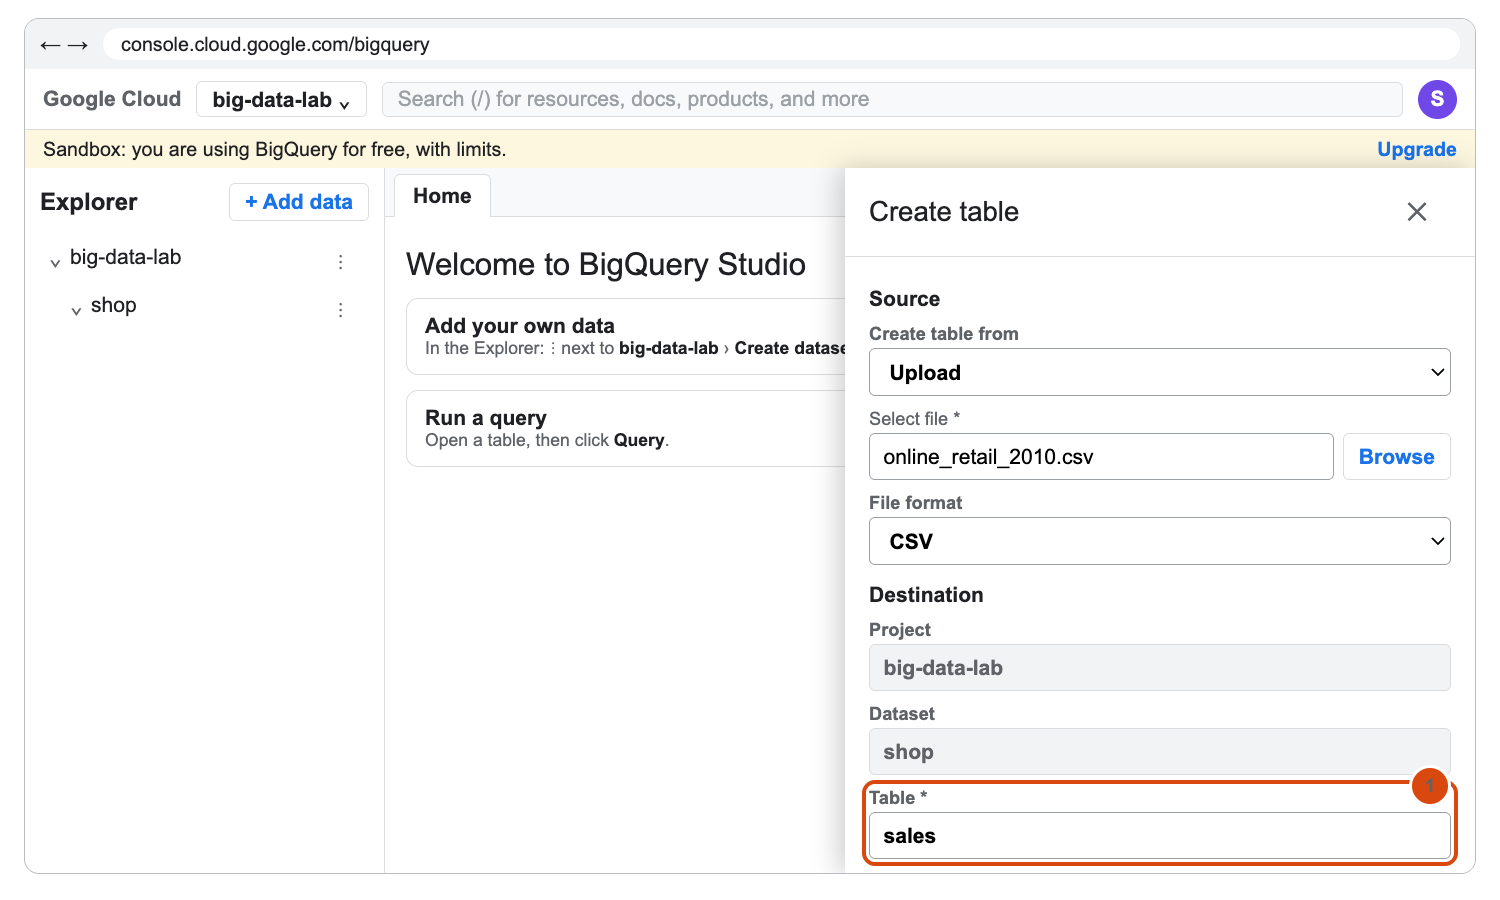 ← → console.cloud.google.com/bigquery
Google Cloud big-data-lab Search (/) for resources, docs, products, and more S
Sandbox: you are using BigQuery for free, with limits. Upgrade
Explorer + Add data
big-data-lab
shop
Home
Welcome to BigQuery Studio
Add your own data
In the Explorer: ⋮ next to big-data-lab › Create datase
Run a query
Open a table, then click Query.
Create table
Source
Create table from
Upload
Select file *
online_retail_2010.csv Browse
File format
CSV
Destination
Project
big-data-lab
Dataset
shop
1
Table *
sales